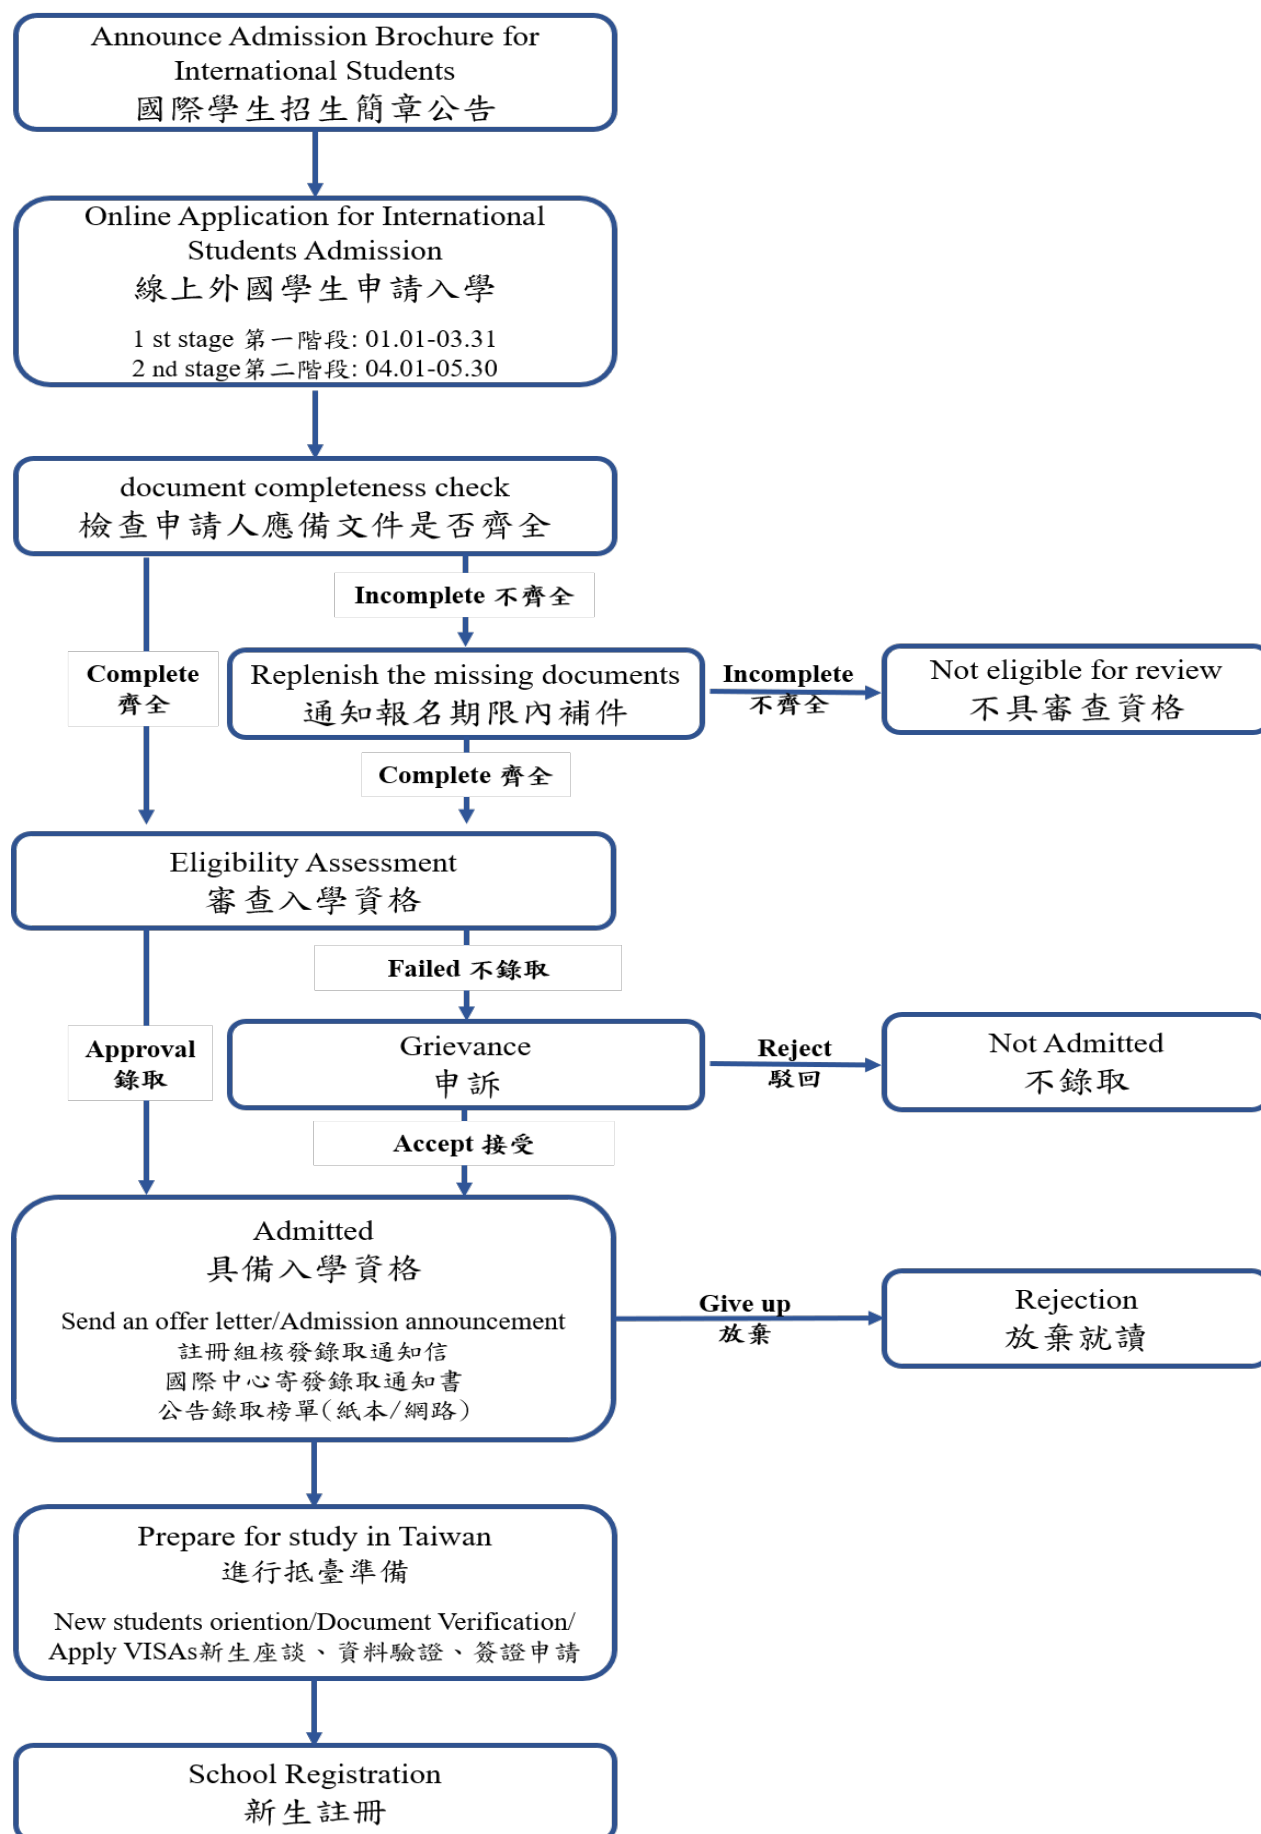 Announce Admission Brochure for
International Students
國際學生招生簡章公告
Online Application for International
Students Admission
線上外國學生申請入學
1 st stage 第一階段: 01.01-03.31
2 nd stage第二階段: 04.01-05.30
document completeness check
檢查申請人應備文件是否齊全
Incomplete 不齊全
Complete
齊全
Replenish the missing documents
通知報名期限內補件
Incomplete
不齊全
Not eligible for review
不具審查資格
Complete 齊全
Eligibility Assessment
審查入學資格
Failed 不錄取
Approval
錄取
Grievance
申訴
Reject
駁回
Not Admitted
不錄取
Accept 接受
Admitted
具備入學資格
Send an offer letter/Admission announcement
註冊組核發錄取通知信
國際中心寄發錄取通知書
公告錄取榜單(紙本/網路)
Give up
放棄
Rejection
放棄就讀
Prepare for study in Taiwan
進行抵臺準備
New students oriention/Document Verification/
Apply VISAs新生座談、資料驗證、簽證申請
School Registration
新生註冊